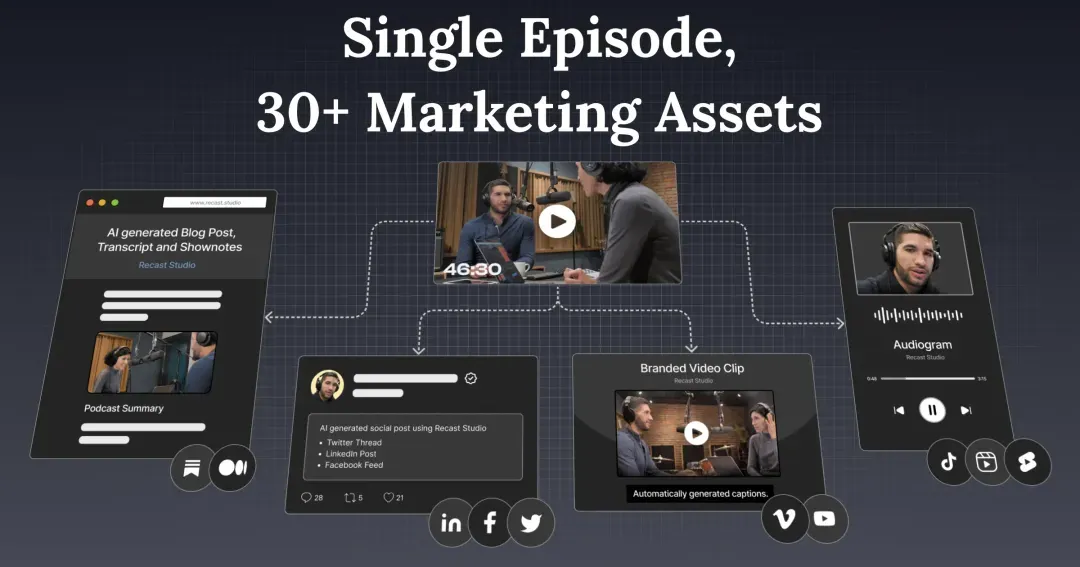 Single Episode,
30+ Marketing Assets
46:30
www.recast.studio
AI generated Blog Post,
Transcript and Shownotes
Recast Studio
Podcast Summary
AI generated social post using Recast Studio
• Twitter Thread
• LinkedIn Post
• Facebook Feed
28 5 21
in f
Branded Video Clip
Recast Studio
Automatically generated captions.
Audiogram
Recast Studio
0:48 3:15